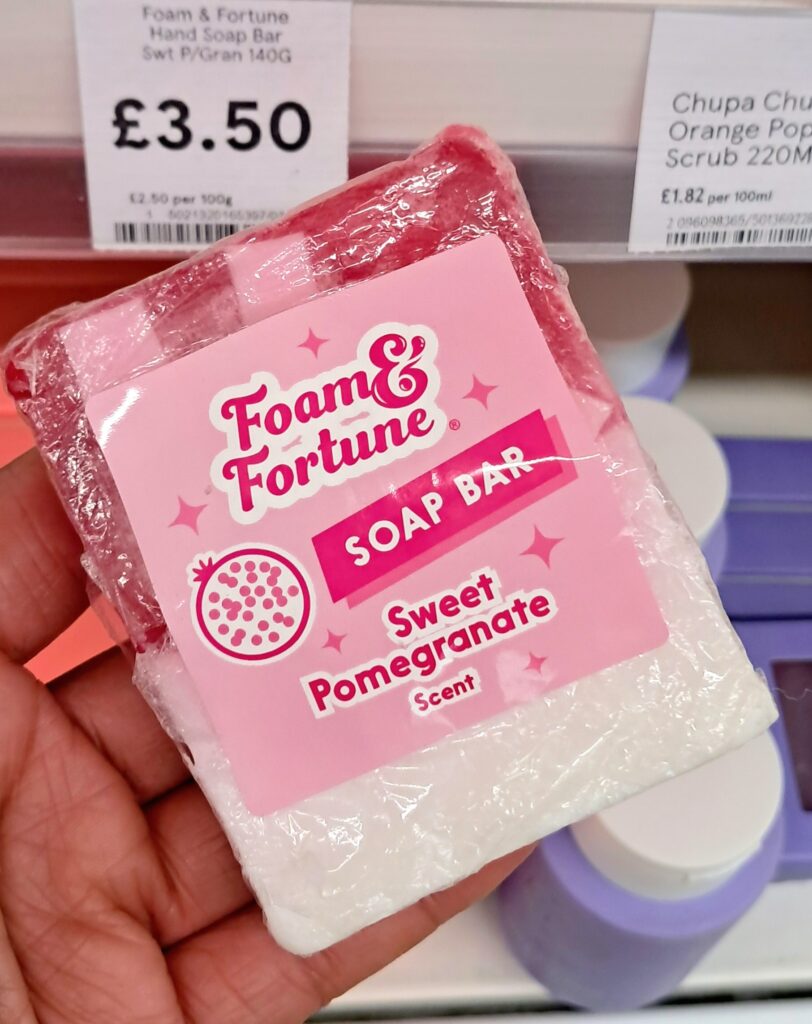 Foam & Fortune
Hand Soap Bar
Swt P/Gran 140G
£3.50
£2.50 per 100g
Chupa Chu
Orange Pop
Scrub 220M
£1.82 per 100ml
Foam &
Fortune®
SOAP BAR
Sweet
Pomegranate
Scent